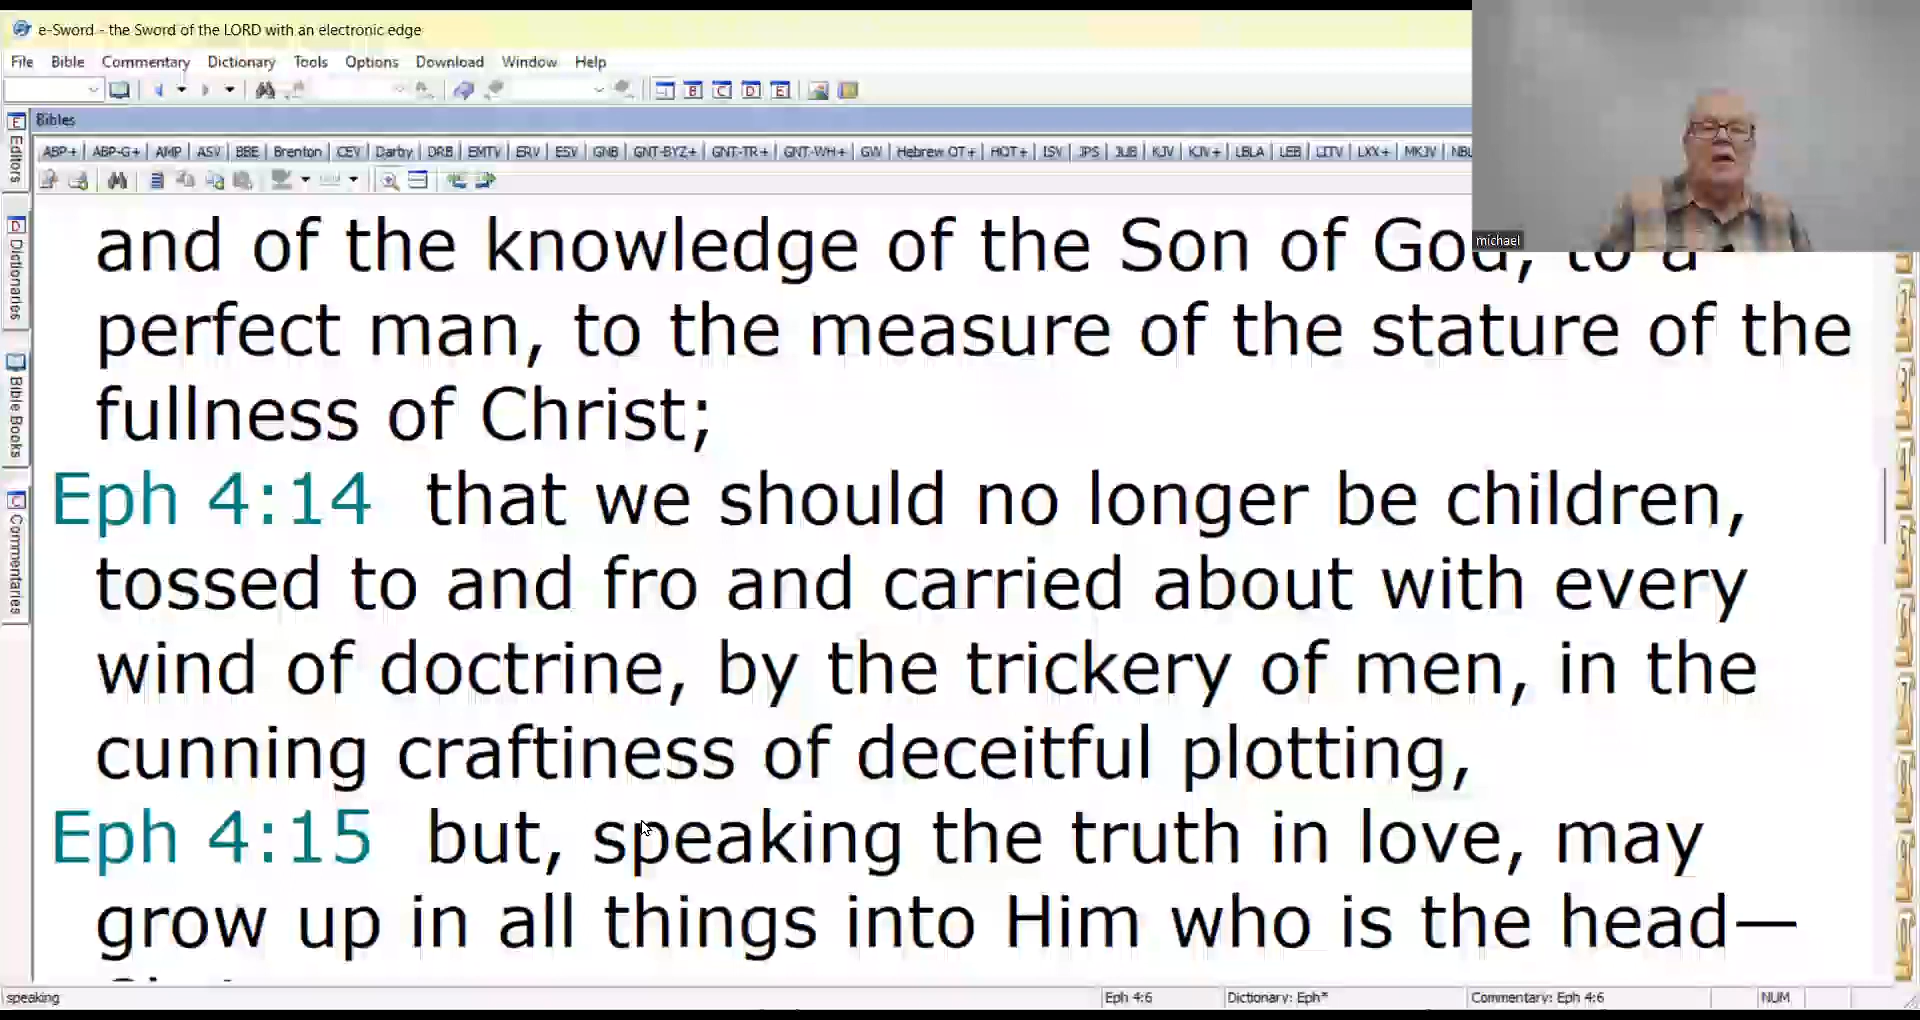 e-Sword - the Sword of the LORD with an electronic edge
File Bible Commentary Dictionary Tools Options Download Window Help
B C D E
Bibles
ABP+ ABP-G+ AMP ASV BBE Brenton CEV Darby DRB EMTV ERV ESV GNB GNT-BYZ+ GNT-TR+ GNT-WH+ GW Hebrew OT+ HOT+ ISV JPS JUB KJV KJV+ LBLA LEB LITV LXX+ MKJV
michael
E Editors
D Dictionaries
Bible Books
C Commentaries
and of the knowledge of the Son of God, to a
perfect man, to the measure of the stature of the
fullness of Christ;
Eph 4:14 that we should no longer be children,
tossed to and fro and carried about with every
wind of doctrine, by the trickery of men, in the
cunning craftiness of deceitful plotting,
Eph 4:15 but, speaking the truth in love, may
grow up in all things into Him who is the head—
speaking Eph 4:6 Dictionary: Eph* Commentary: Eph 4:6 NUM